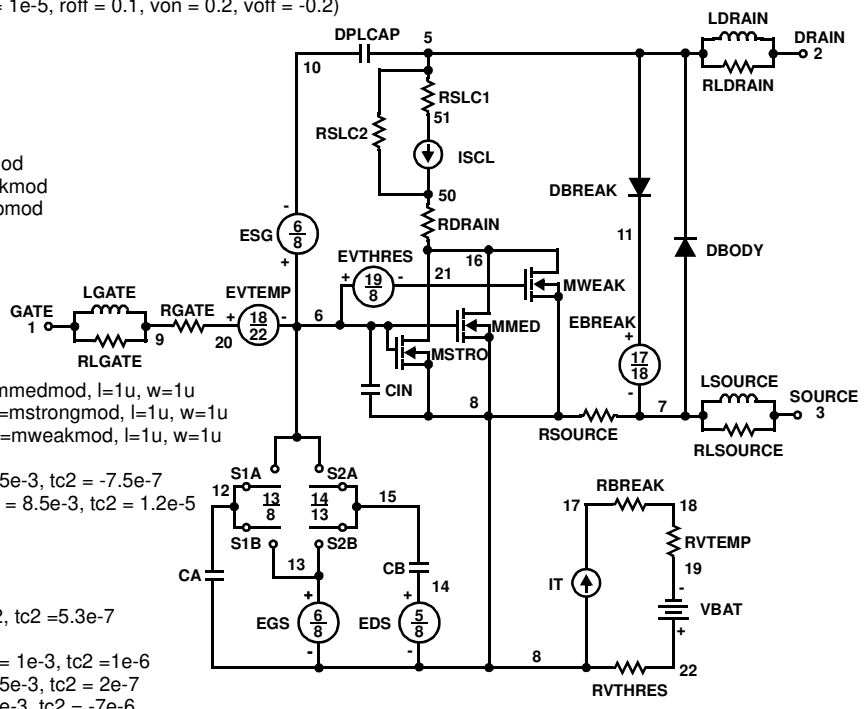 = 1e-5, roff = 0.1, von = 0.2, voff = -0.2)
LDRAIN
DPLCAP 5 DRAIN
2
10
RLDRAIN
RSLC1
51
RSLC2
ISCL
od
kmod
omod
50
DBREAK
- RDRAIN
ESG 6/8
11
DBODY
+ EVTHRES 16
+ 19/8 - 21
MWEAK
LGATE EVTEMP
GATE RGATE + 18/22 - 6 MMED EBREAK
1
9 20
+
MSTRO
17/18
RLGATE
-
LSOURCE
CIN 8 SOURCE
7 3
RSOURCE
RLSOURCE
mmedmod, l=1u, w=1u
=mstrongmod, l=1u, w=1u
=mweakmod, l=1u, w=1u
5e-3, tc2 = -7.5e-7
= 8.5e-3, tc2 = 1.2e-5
S1A S2A
12 13/8 14/13 15
S1B S2B
RBREAK
17 18
RVTEMP
13 CB
CA 14
IT 19
-
VBAT
+
+ +
EGS 6/8 EDS 5/8
- -
8 22
RVTHRES
2, tc2 =5.3e-7
= 1e-3, tc2 =1e-6
5e-3, tc2 = 2e-7